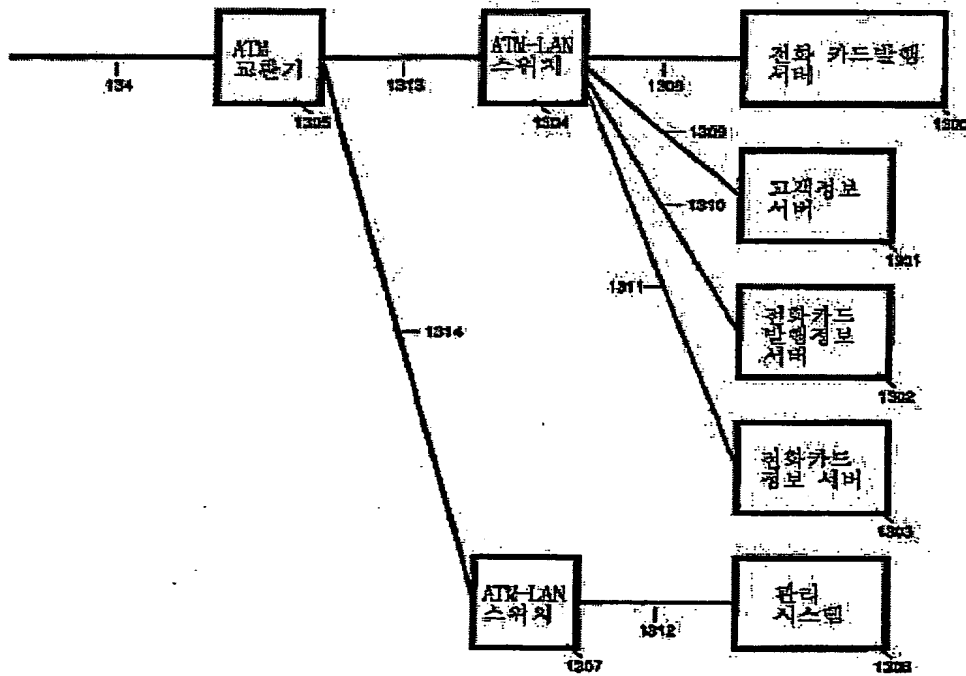 ATM
교환기
ATM-LAN
스위치
전화 카드발행
서버
134
1313
1308
1305
1304
1300
1309
고객정보
서버
1310
1301
1311
전화카드
발행정보
서버
1314
1302
전화카드
정보 서버
1303
ATM-LAN
스위치
관리
시스템
1312
1307
1306